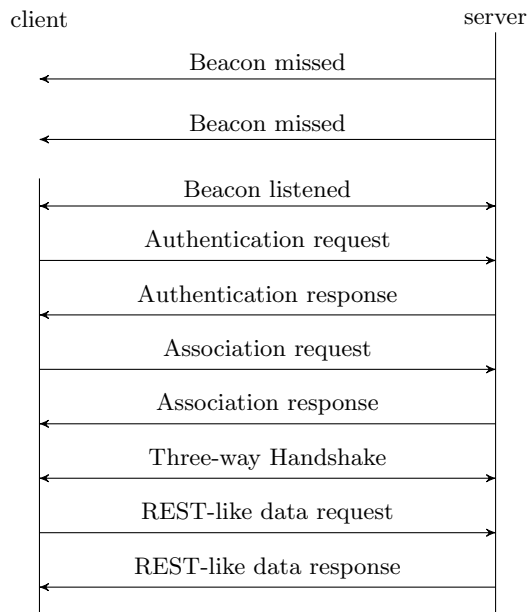 client
server
Beacon missed
Beacon missed
Beacon listened
Authentication request
Authentication response
Association request
Association response
Three-way Handshake
REST-like data request
REST-like data response